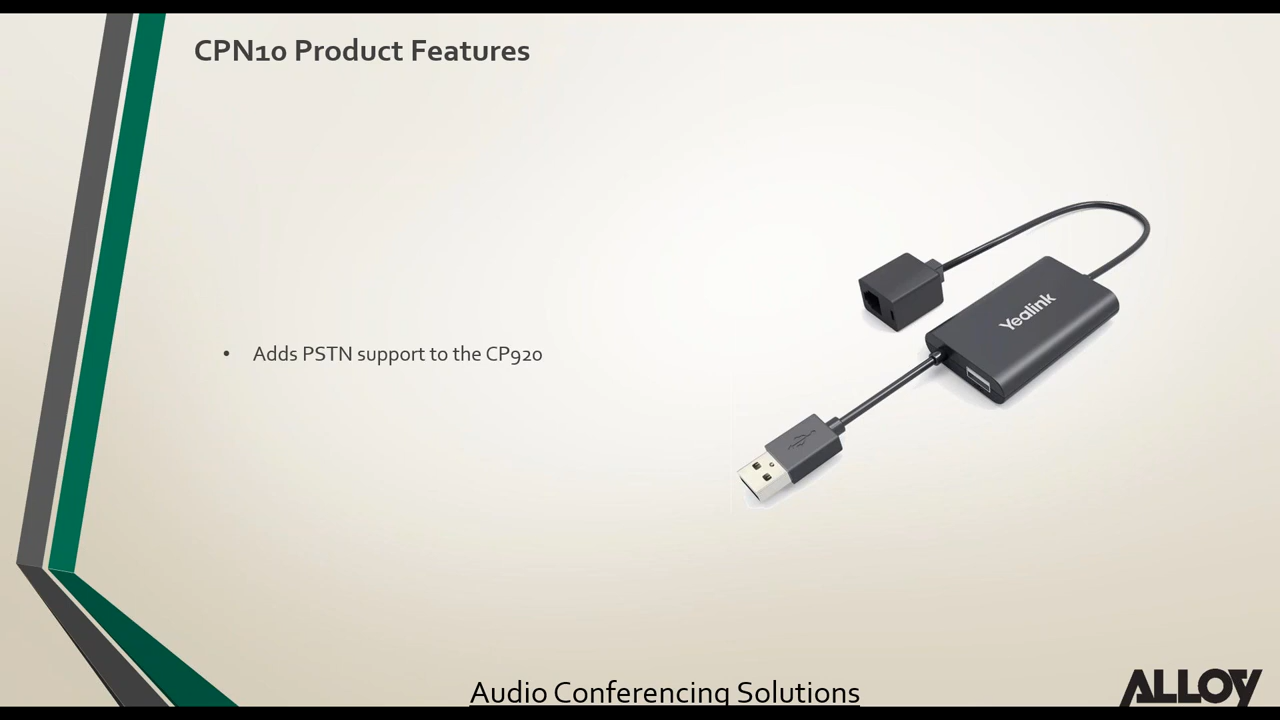 CPN10 Product Features
Yealink
• Adds PSTN support to the CP920
Audio Conferencing Solutions
ALLOY